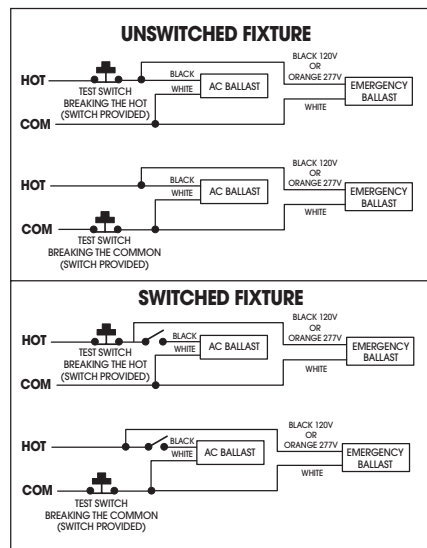 UNSWITCHED FIXTURE
BLACK 120V
OR
ORANGE 277V
HOT
BLACK
WHITE
AC BALLAST
EMERGENCY
BALLAST
TEST SWITCH
BREAKING THE HOT
(SWITCH PROVIDED)
WHITE
COM
BLACK 120V
OR
ORANGE 277V
HOT
BLACK
WHITE
AC BALLAST
EMERGENCY
BALLAST
WHITE
COM
TEST SWITCH
BREAKING THE COMMON
(SWITCH PROVIDED)
SWITCHED FIXTURE
BLACK 120V
OR
ORANGE 277V
HOT
BLACK
WHITE
AC BALLAST
EMERGENCY
BALLAST
TEST SWITCH
BREAKING THE HOT
(SWITCH PROVIDED)
WHITE
COM
BLACK 120V
OR
ORANGE 277V
HOT
BLACK
WHITE
AC BALLAST
EMERGENCY
BALLAST
WHITE
COM
TEST SWITCH
BREAKING THE COMMON
(SWITCH PROVIDED)